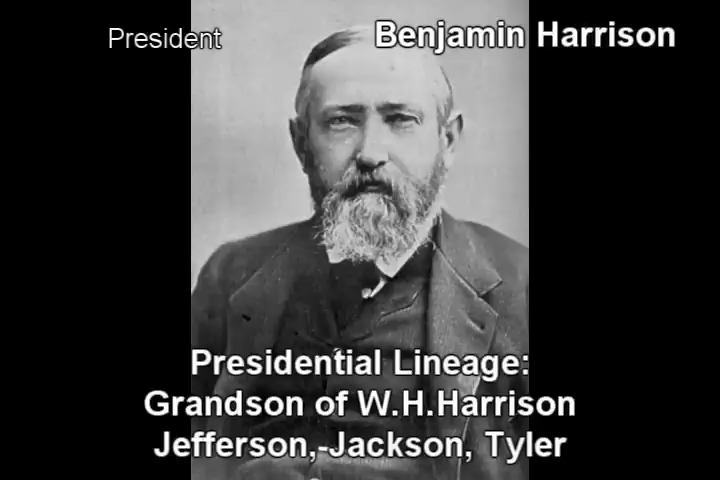 President
Benjamin Harrison
Presidential Lineage:
Grandson of W.H.Harrison
Jefferson,-Jackson, Tyler